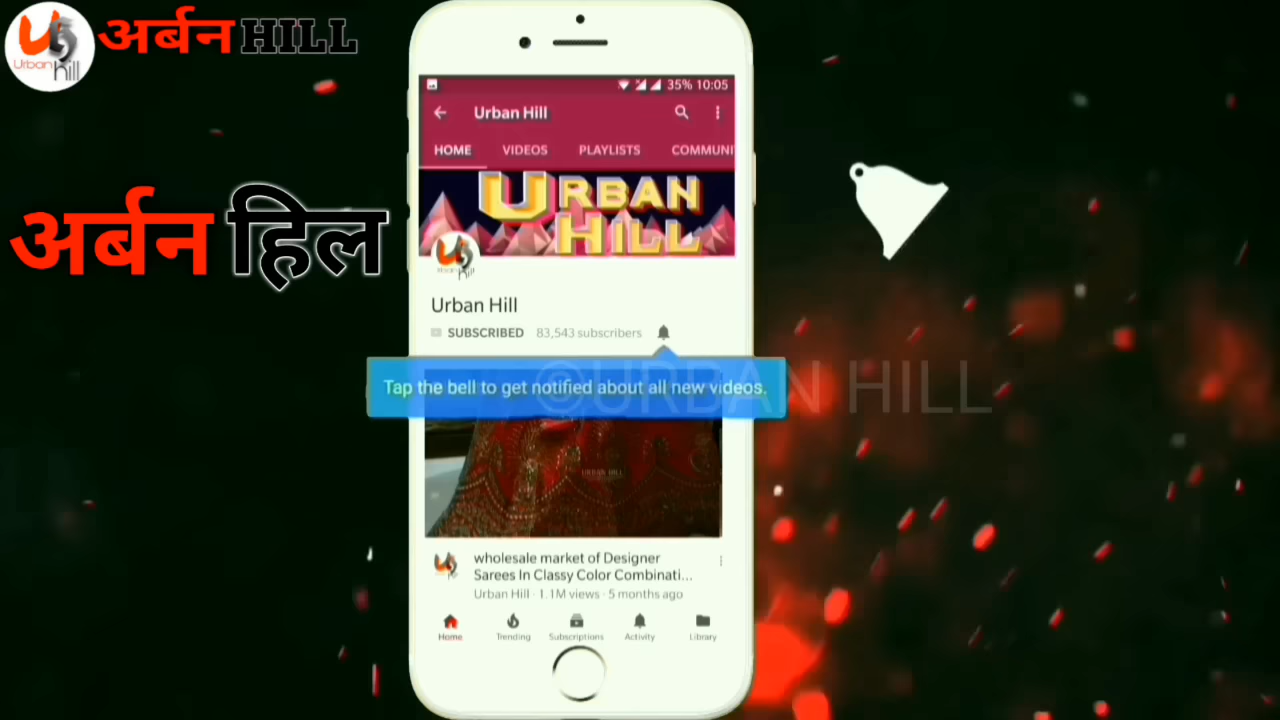 Urban
hill
अर्बन HILL
अर्बन हिल
35% 10:05
Urban Hill
HOME VIDEOS PLAYLISTS COMMUNI
URBAN
HILL
Urban
hill
Urban Hill
SUBSCRIBED 83,543 subscribers
Tap the bell to get notified about all new videos.
©URBAN HILL
URBAN HILL
wholesale market of Designer
Sarees In Classy Color Combinati...
Urban Hill · 1.1M views · 5 months ago
Home Trending Subscriptions Activity Library